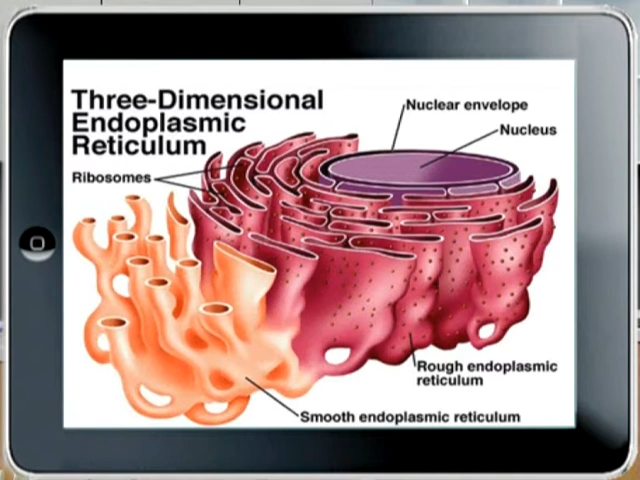 Three-Dimensional
Endoplasmic
Reticulum
Nuclear envelope
Nucleus
Ribosomes
Rough endoplasmic
reticulum
Smooth endoplasmic reticulum